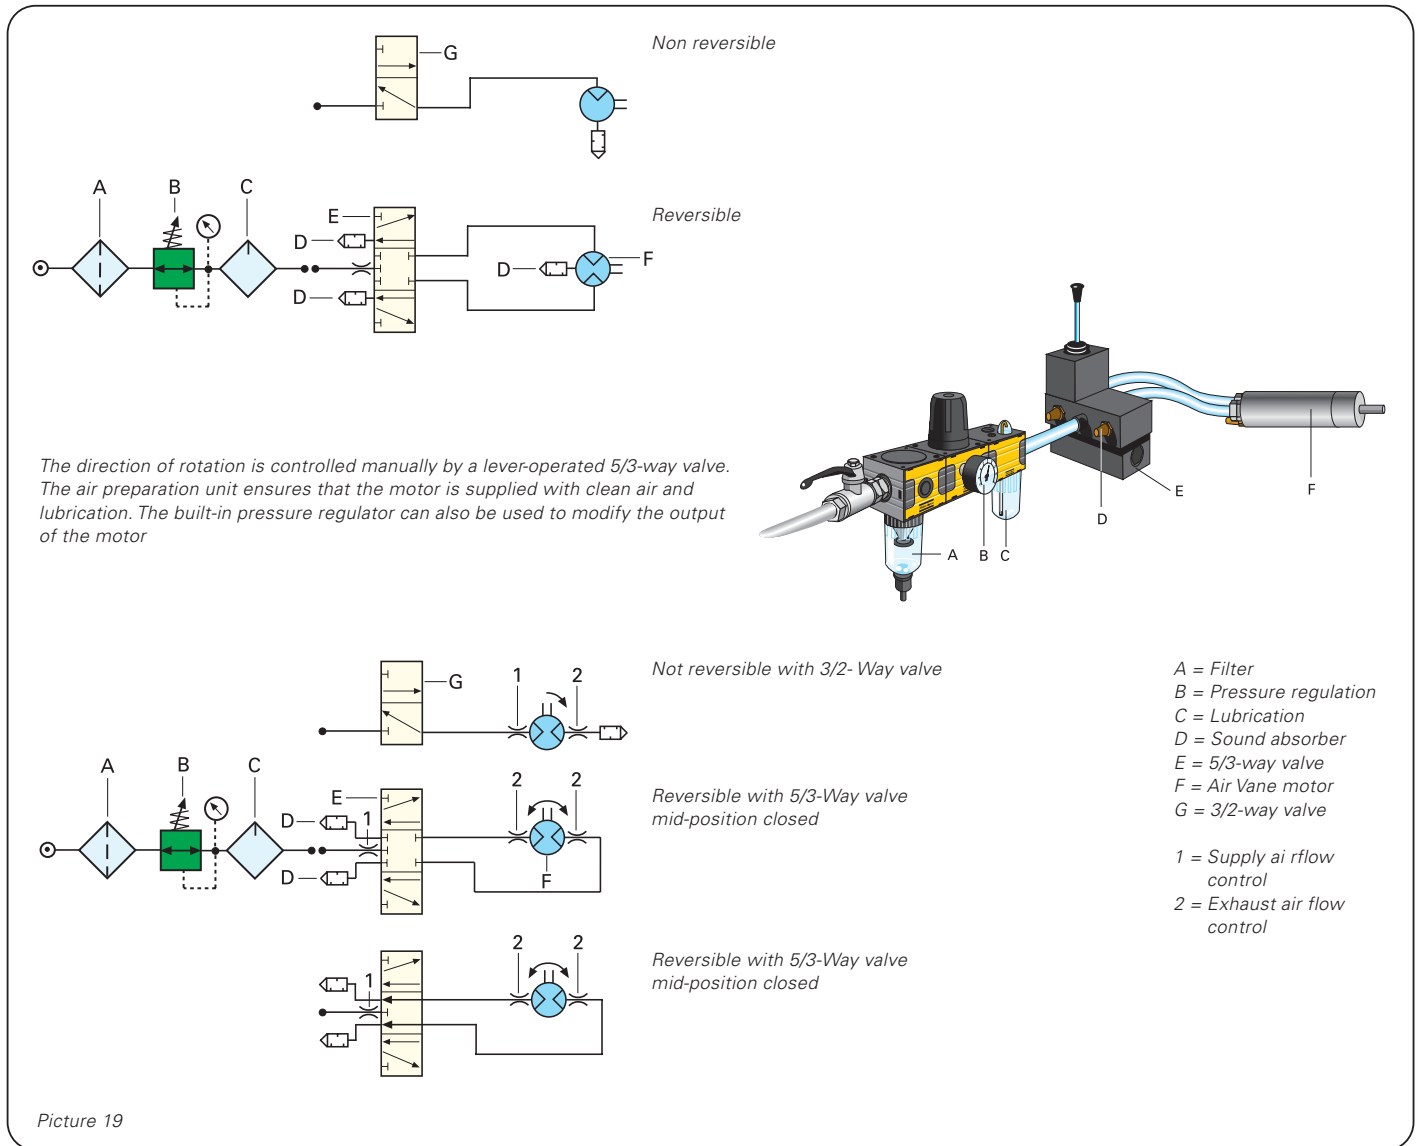 G
Non reversible
A B C
E
Reversible
D
D
F
D
The direction of rotation is controlled manually by a lever-operated 5/3-way valve.
The air preparation unit ensures that the motor is supplied with clean air and
lubrication. The built-in pressure regulator can also be used to modify the output
of the motor
A B C D E F
G
1 2
Not reversible with 3/2- Way valve
A B C
E
D
1
D
2 2
F
Reversible with 5/3-Way valve
mid-position closed
1
2 2
Reversible with 5/3-Way valve
mid-position closed
A = Filter
B = Pressure regulation
C = Lubrication
D = Sound absorber
E = 5/3-way valve
F = Air Vane motor
G = 3/2-way valve
1 = Supply ai rflow
control
2 = Exhaust air flow
control
Picture 19